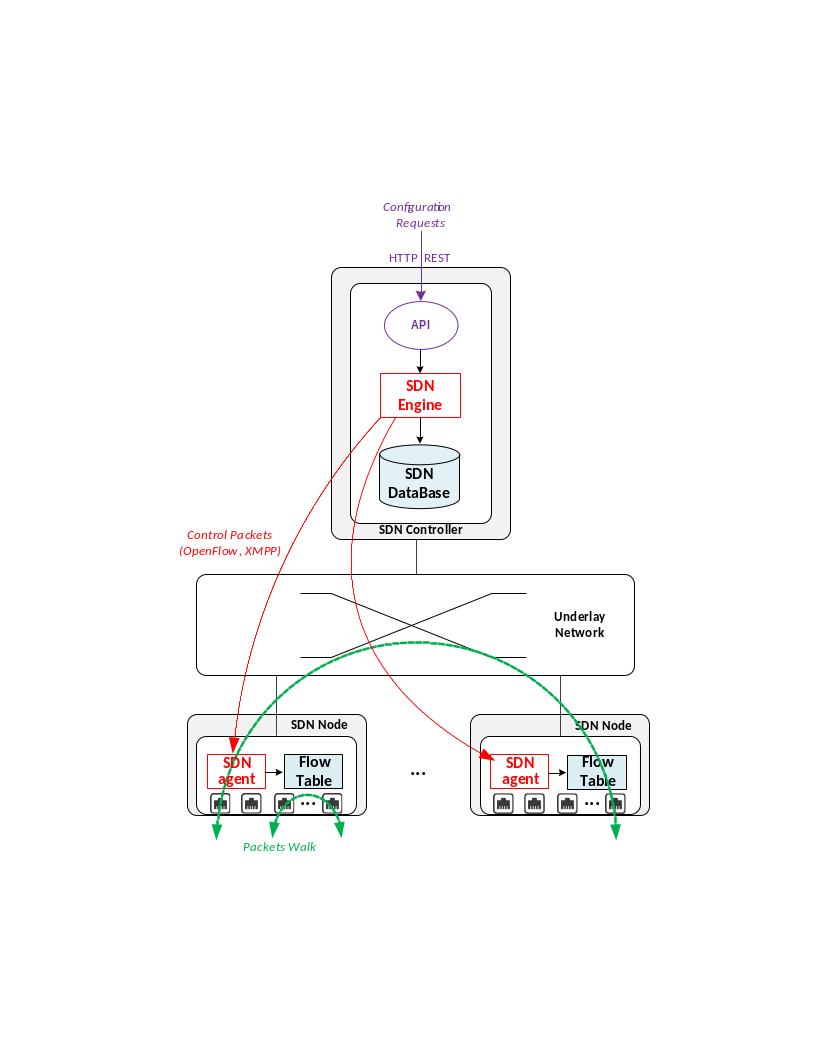 Configuration
Requests
HTTP REST
API
SDN
Engine
SDN
DataBase
SDN Controller
Control Packets
(OpenFlow, XMPP)
Underlay
Network
SDN Node
SDN Node
SDN
agent
Flow
Table
...
SDN
agent
Flow
Table
...
...
Packets Walk